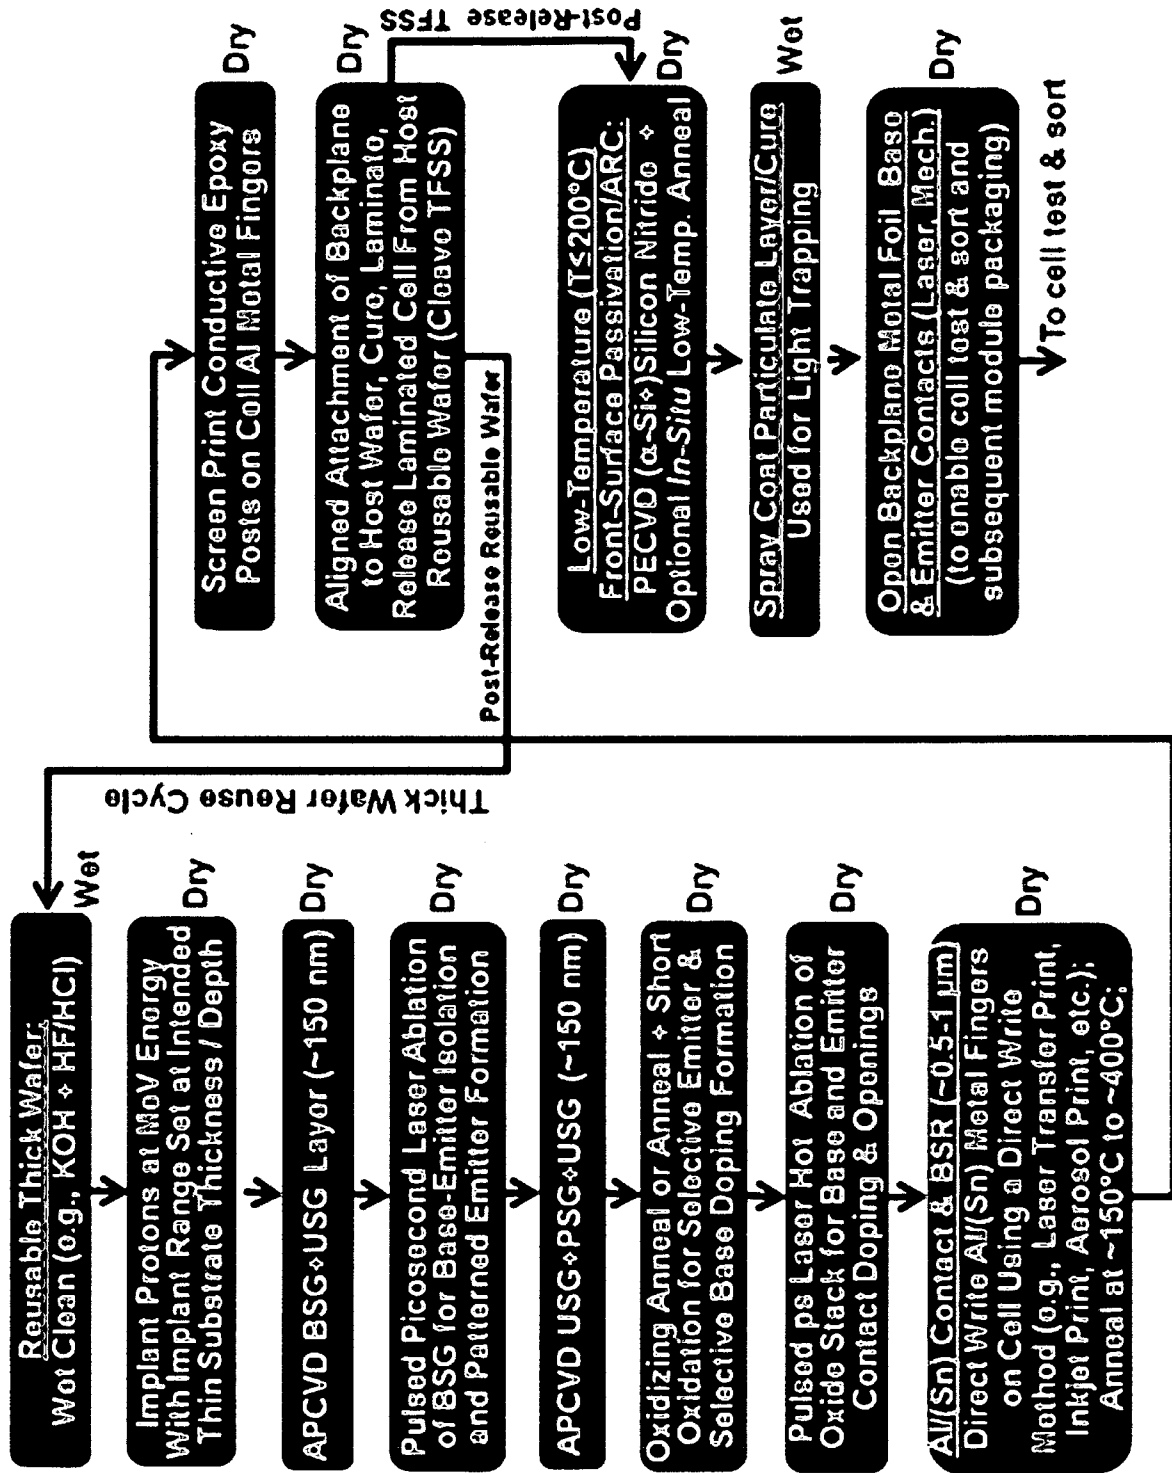 Reusable Thick Wafer:
Wet Clean (e.g., KOH + HF/HCl)
Wet
Implant Protons at MeV Energy
With Implant Range Set at Intended
Thin Substrate Thickness / Depth
Dry
APCVD BSG+USG Layer (~150 nm)
Dry
Pulsed Picosecond Laser Ablation
of BSG for Base-Emitter Isolation
and Patterned Emitter Formation
Dry
APCVD USG+PSG+USG (~150 nm)
Dry
Oxidizing Anneal or Anneal + Short
Oxidation for Selective Emitter &
Selective Base Doping Formation
Dry
Pulsed ps Laser Hot Ablation of
Oxide Stack for Base and Emitter
Contact Doping & Openings
Dry
Al/(Sn) Contact & BSR (~0.5-1 µm)
Direct Write Al/(Sn) Metal Fingers
on Cell Using a Direct Write
Method (e.g., Laser Transfer Print,
Inkjet Print, Aerosol Print, etc.);
Anneal at ~150°C to ~400°C;
Dry
Thick Wafer Reuse Cycle
Post-Release Reusable Wafer
Screen Print Conductive Epoxy
Posts on Cell Al Metal Fingers
Dry
Aligned Attachment of Backplane
to Host Wafer, Cure, Laminate,
Release Laminated Cell From Host
Reusable Wafer (Cleave TFSS)
Dry
Post-Release TFSS
Low-Temperature (T≤200°C)
Front-Surface Passivation/ARC:
PECVD (α-Si+)Silicon Nitride +
Optional In-Situ Low-Temp. Anneal
Dry
Spray Coat Particulate Layer/Cure
Used for Light Trapping
Wet
Open Backplane Metal Foil Base
& Emitter Contacts (Laser, Mech.)
(to enable cell test & sort and
subsequent module packaging)
Dry
To cell test & sort